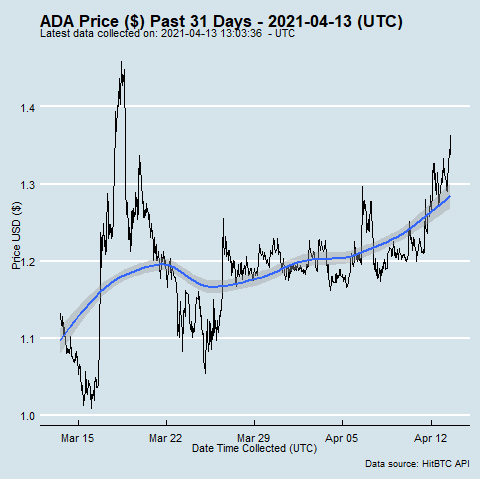 ADA Price ($) Past 31 Days - 2021-04-13 (UTC)
Latest data collected on: 2021-04-13 13:03:36 - UTC
Price USD ($)
1.4
1.3
1.2
1.1
1.0
Mar 15 Mar 22 Mar 29 Apr 05 Apr 12
Date Time Collected (UTC)
Data source: HitBTC API